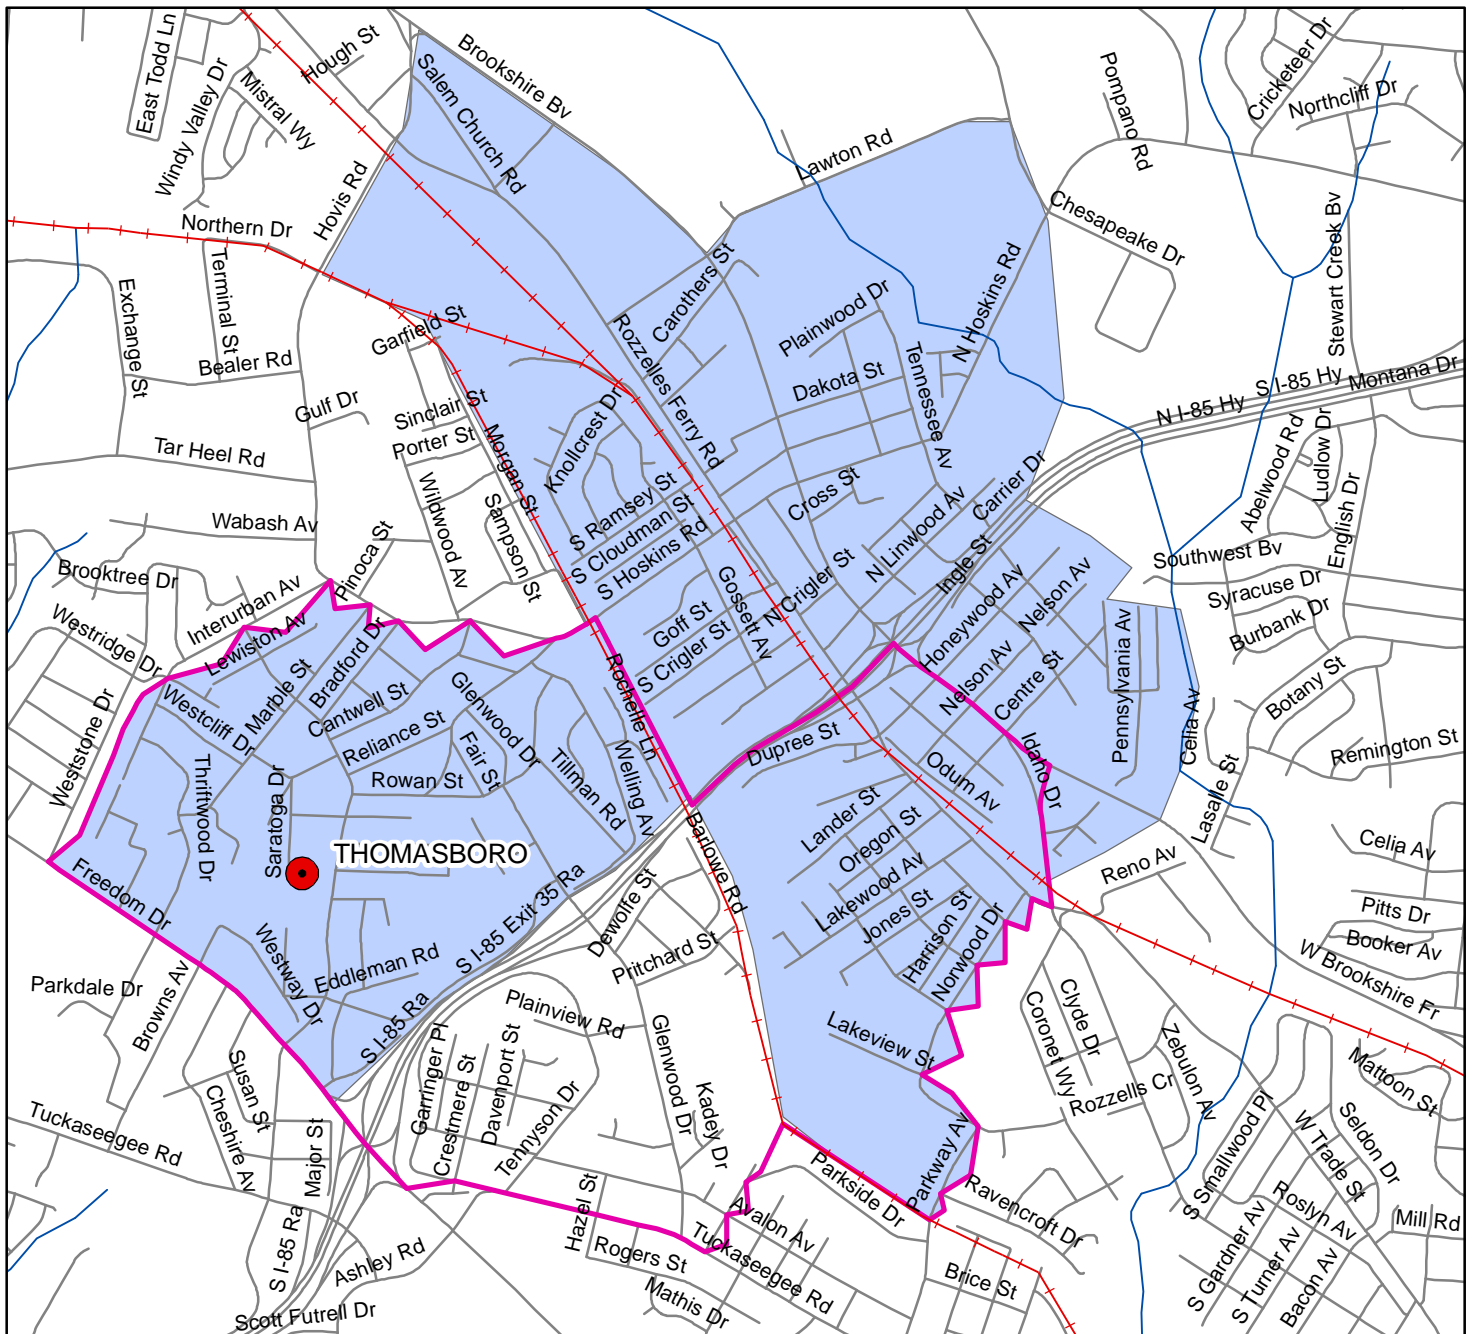 East Todd Ln
Hough St
Windy Valley Dr
Mistral Wy
Salem Church Rd
Brookshire Bv
Lawton Rd
Pompano Rd
Cricketeer Dr
Northcliff Dr
Hovis Rd
Northern Dr
Chesapeake Dr
Stewart Creek Bv
Exchange St
Terminal St
Bealer Rd
Garfield St
Carothers St
Rozzelles Ferry Rd
Plainwood Dr
Dakota St
Tennessee Av
N Hoskins Rd
N I-85 Hy
S I-85 Hy
Montana Dr
Gulf Dr
Sinclair St
Porter St
Morgan St
Knollcrest Dr
Tar Heel Rd
Wildwood Av
Sampson St
S Ramsey St
S Cloudman St
S Hoskins Rd
Cross St
N Linwood Av
Carrier Dr
Abelwood Rd
Ludlow Dr
English Dr
Wabash Av
Pinoca St
Brooktree Dr
Interurban Av
Westridge Dr
Lewiston Av
Gossett Av
Goff St
S Crigler St
N Crigler St
Ingle St
Honeywood Av
Nelson Av
Southwest Bv
Syracuse Dr
Burbank Dr
Botany St
Westcliff Dr
Marble St
Bradford Dr
Cantwell St
Reliance St
Glenwood Dr
Fair St
Rowan St
Tillman Rd
Welling Av
Rochelle Ln
Dupree St
Nelson Av
Centre St
Pennsylvania Av
Celia Av
Idaho Dr
Odum Av
Remington St
Lasalle St
Weststone Dr
Thriftwood Dr
Saratoga Dr
THOMASBORO
Freedom Dr
Barlowe Rd
Lander St
Oregon St
Lakewood Av
Jones St
Harrison St
Norwood Dr
Reno Av
Celia Av
Pitts Dr
Booker Av
W Brookshire Fr
Dewolfe St
Pritchard St
S I-85 Exit 35 Ra
Eddleman Rd
Westway Dr
S I-85 Ra
Parkdale Dr
Browns Av
Plainview Rd
Lakeview St
Coronet Wy
Clyde Dr
Zebulon Av
Rozzells Cr
Mattoon St
Susan St
Cheshire Av
Tuckaseegee Rd
Major St
Garringer Pl
Crestmere St
Davenport St
Tennyson Dr
Glenwood Dr
Kadey Dr
Parkway Av
Parkside Dr
Ravencroft Dr
S Smallwood Pl
W Trade St
Seldon Dr
Roslyn Av
Mill Rd
S Gardner Av
S Turner Av
Bacon Av
Hazel St
Avalon Av
Tuckaseegee Rd
Rogers St
Mathis Dr
Brice St
S I-85 Ra
Ashley Rd
Scott Futrell Dr